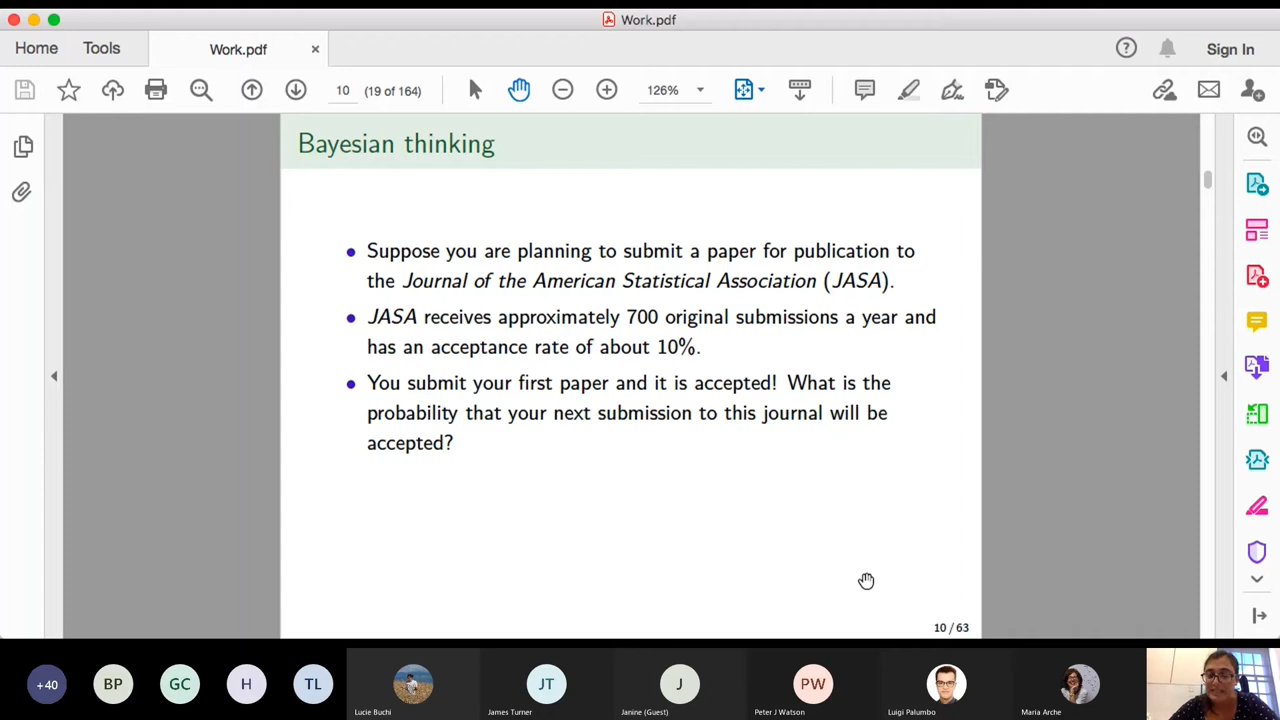 Work.pdf
Home Tools Work.pdf × Sign In
10 (19 of 164) 126%
Bayesian thinking
• Suppose you are planning to submit a paper for publication to
the Journal of the American Statistical Association (JASA).
• JASA receives approximately 700 original submissions a year and
has an acceptance rate of about 10%.
• You submit your first paper and it is accepted! What is the
probability that your next submission to this journal will be
accepted?
10 / 63
+40 BP GC H TL JT J PW
Lucie Buchi James Turner Janine (Guest) Peter J Watson Luigi Palumbo Maria Arche